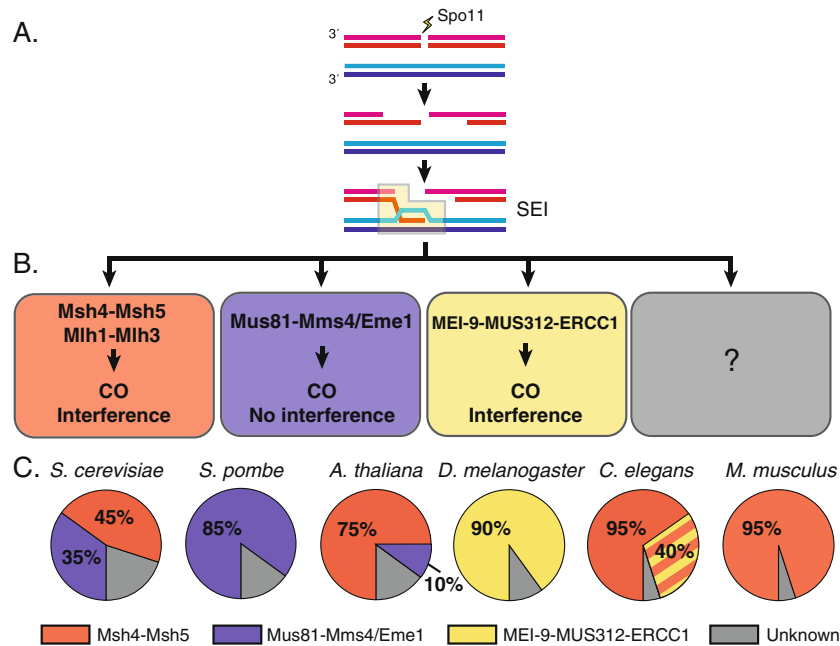 A.
Spo11
3′
3′
SEI
B.
Msh4-Msh5
Mlh1-Mlh3
CO
Interference
Mus81-Mms4/Eme1
CO
No interference
MEI-9-MUS312-ERCC1
CO
Interference
?
C.
S. cerevisiae
S. pombe
A. thaliana
D. melanogaster
C. elegans
M. musculus
45%
35%
85%
75%
10%
90%
95%
40%
95%
Msh4-Msh5
Mus81-Mms4/Eme1
MEI-9-MUS312-ERCC1
Unknown